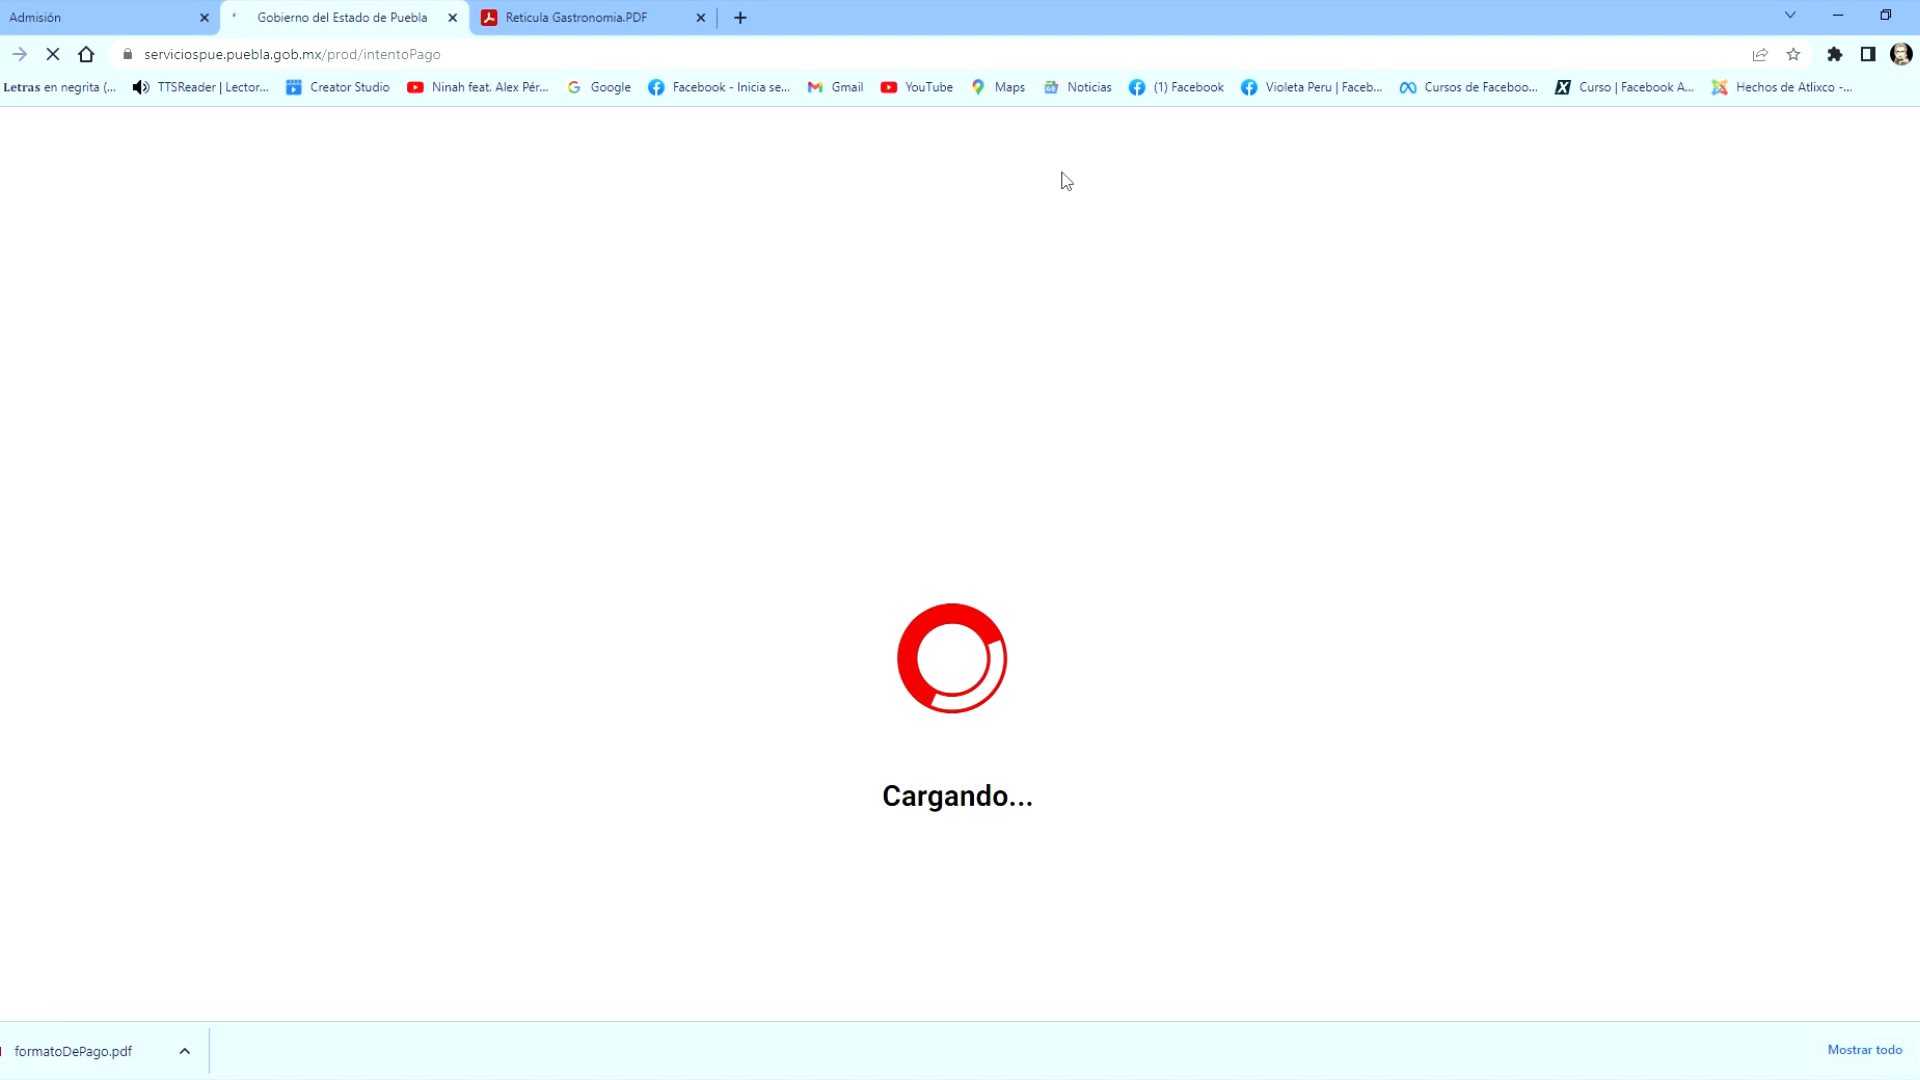 Admisión
Gobierno del Estado de Puebla
Reticula Gastronomia.PDF
serviciospue.puebla.gob.mx/prod/intentoPago
Letras en negrita (...
TTSReader | Lector...
Creator Studio
Ninah feat. Alex Pér...
Google
Facebook - Inicia se...
Gmail
YouTube
Maps
Noticias
(1) Facebook
Violeta Peru | Faceb...
Cursos de Faceboo...
Curso | Facebook A...
Hechos de Atlixco -...
Cargando...
formatoDePago.pdf
Mostrar todo